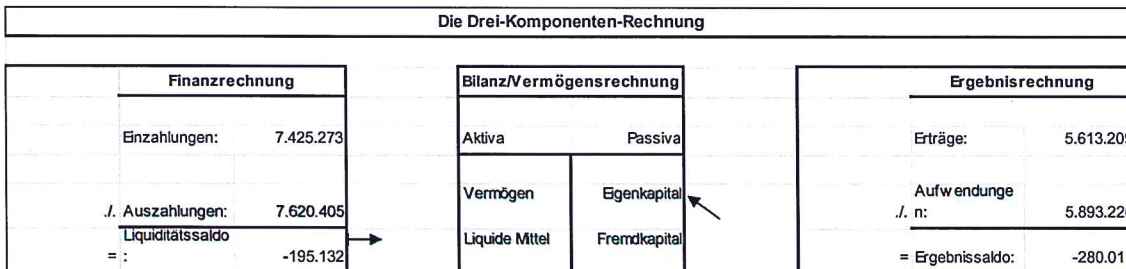 Die Drei-Komponenten-Rechnung
Finanzrechnung
Einzahlungen: 7.425.273
./. Auszahlungen: 7.620.405
Liquiditätssaldo
= : -195.132
Bilanz/Vermögensrechnung
Aktiva Passiva
Vermögen Eigenkapital
Liquide Mittel Fremdkapital
Ergebnisrechnung
Erträge:
Aufwendunge
./. n:
= Ergebnissaldo: